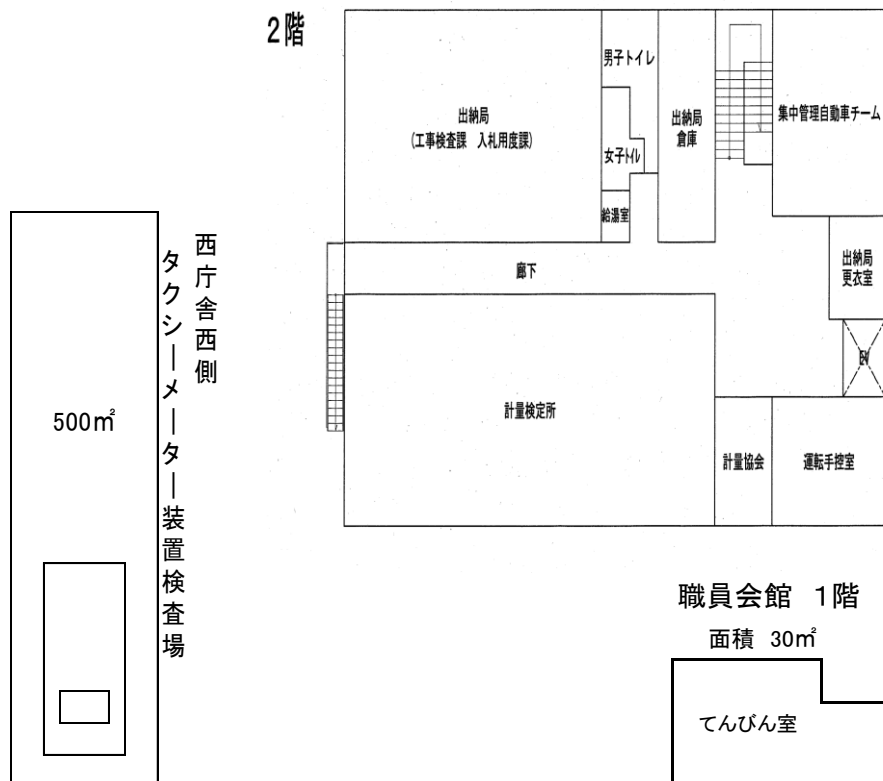 2階
男子トイレ
出納局
(工事検査課 入札用度課)
出納局
倉庫
集中管理自動車チーム
女子トイレ
給湯室
廊下
出納局
更衣室
EV
計量検定所
計量協会
運転手控室
西庁舎西側
タクシーメーター装置検査場
500㎡
職員会館 1階
面積 30㎡
てんびん室